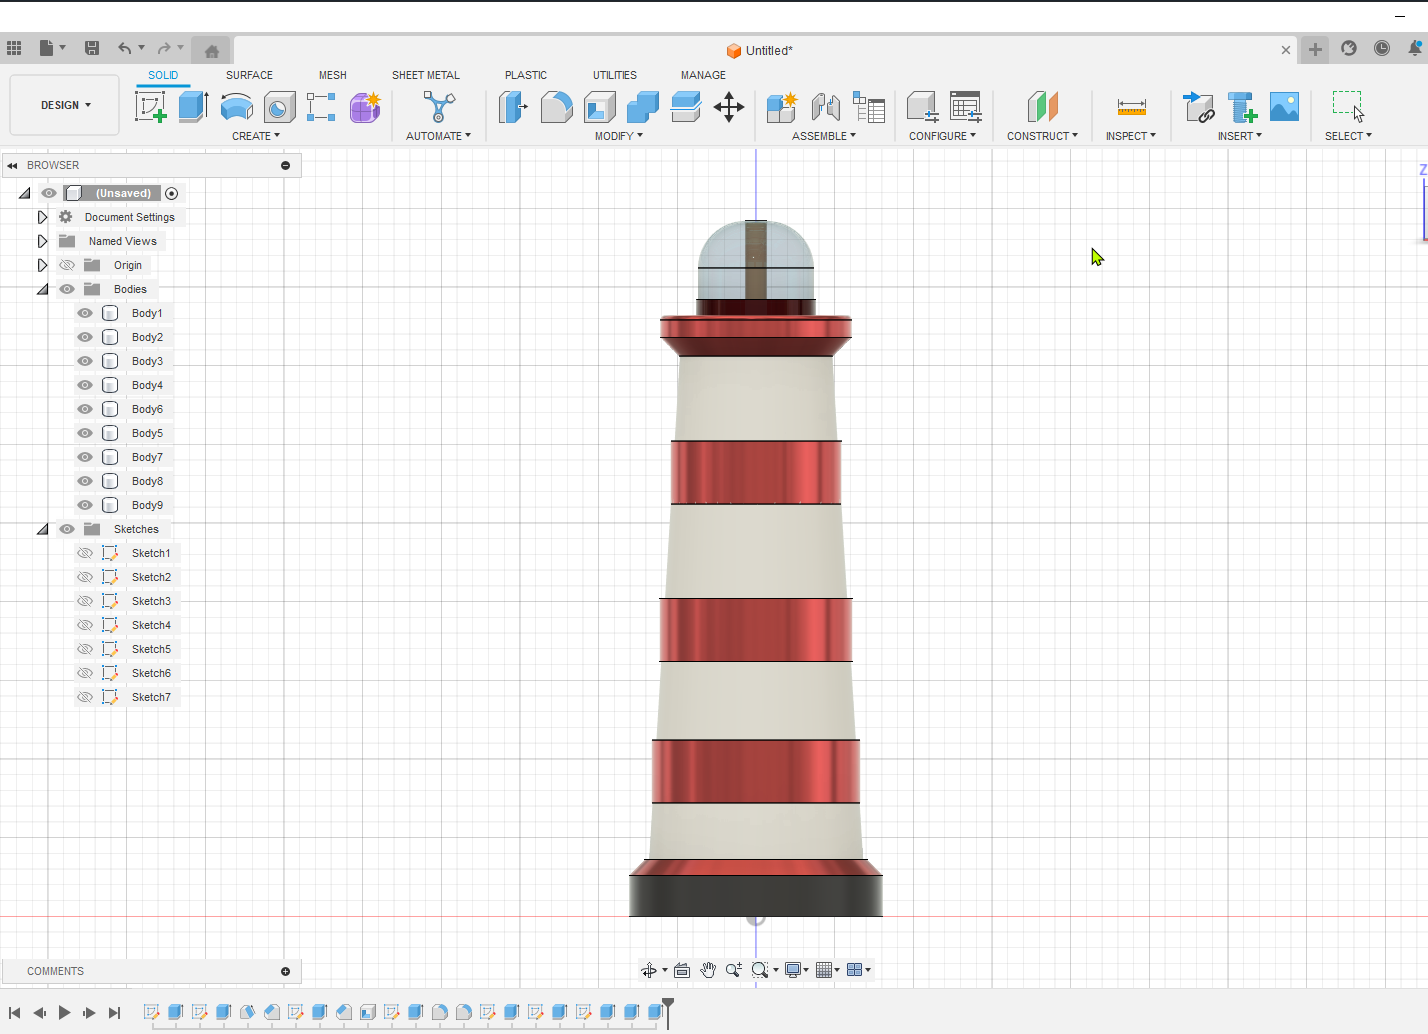 Untitled*
SOLID SURFACE MESH SHEET METAL PLASTIC UTILITIES MANAGE
DESIGN
CREATE AUTOMATE MODIFY ASSEMBLE CONFIGURE CONSTRUCT INSPECT INSERT SELECT
BROWSER
Z
(Unsaved)
Document Settings
Named Views
Origin
Bodies
Body1
Body2
Body3
Body4
Body6
Body5
Body7
Body8
Body9
Sketches
Sketch1
Sketch2
Sketch3
Sketch4
Sketch5
Sketch6
Sketch7
COMMENTS